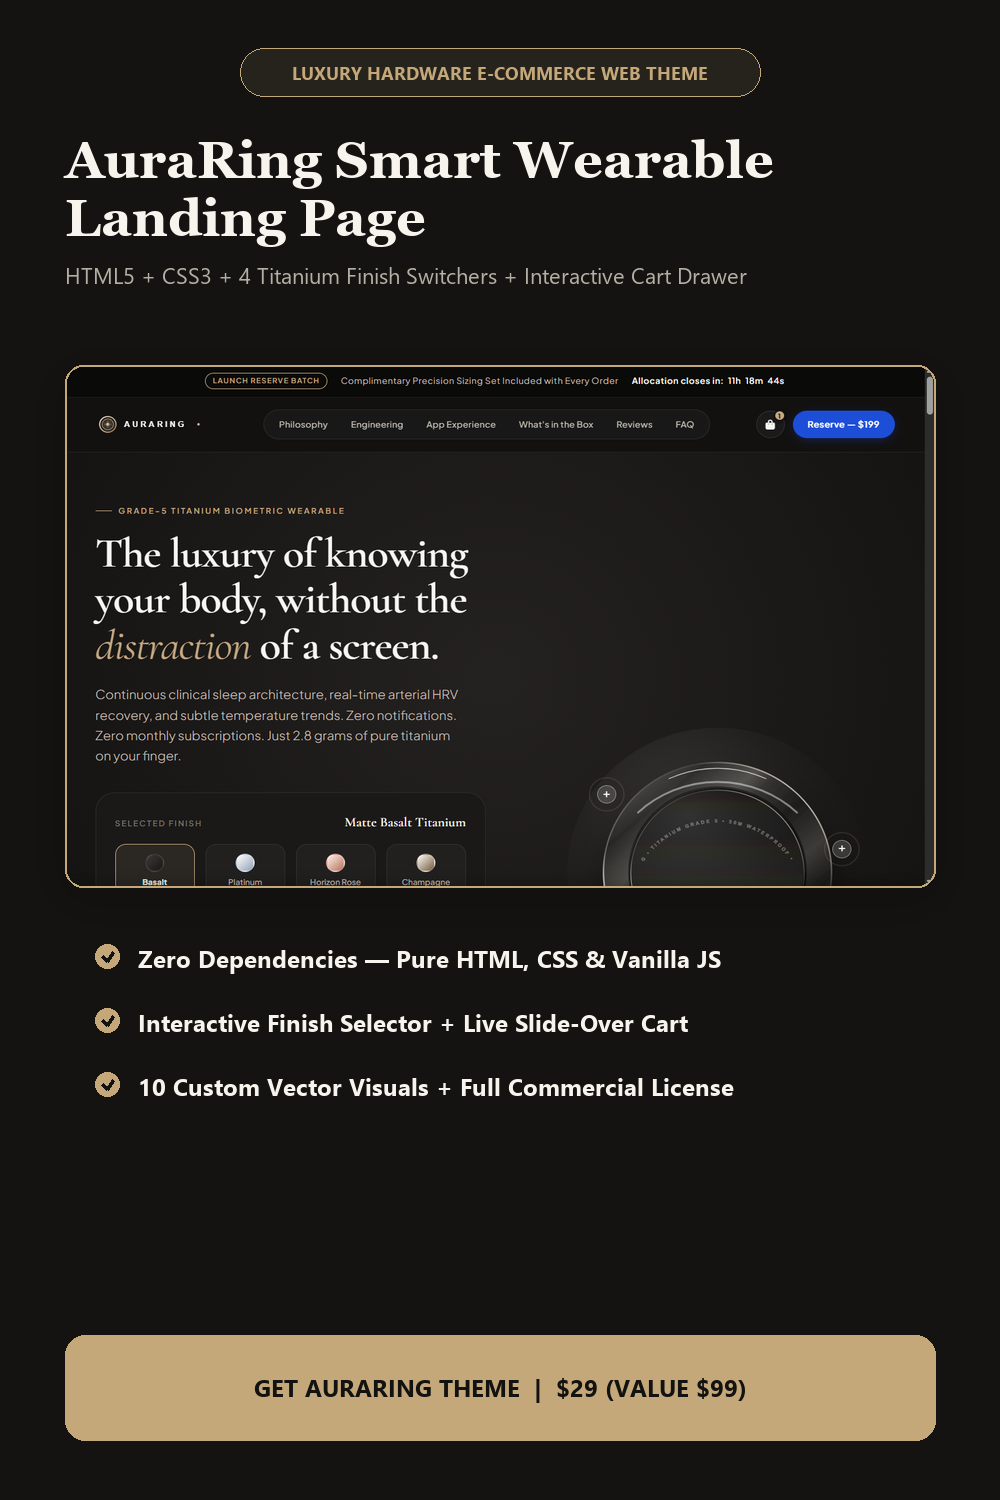 LUXURY HARDWARE E-COMMERCE WEB THEME
AuraRing Smart Wearable
Landing Page
HTML5 + CSS3 + 4 Titanium Finish Switchers + Interactive Cart Drawer
LAUNCH RESERVE BATCH Complimentary Precision Sizing Set Included with Every Order Allocation closes in: 11h 18m 44s
AURARING Philosophy Engineering App Experience What's in the Box Reviews FAQ 1 Reserve — $199
GRADE-5 TITANIUM BIOMETRIC WEARABLE
The luxury of knowing
your body, without the
distraction of a screen.
Continuous clinical sleep architecture, real-time arterial HRV
recovery, and subtle temperature trends. Zero notifications.
Zero monthly subscriptions. Just 2.8 grams of pure titanium
on your finger.
SELECTED FINISH Matte Basalt Titanium
Basalt Platinum Horizon Rose Champagne
• TITANIUM GRADE 5 • 50M WATERPROOF •
Zero Dependencies — Pure HTML, CSS & Vanilla JS
Interactive Finish Selector + Live Slide-Over Cart
10 Custom Vector Visuals + Full Commercial License
GET AURARING THEME | $29 (VALUE $99)